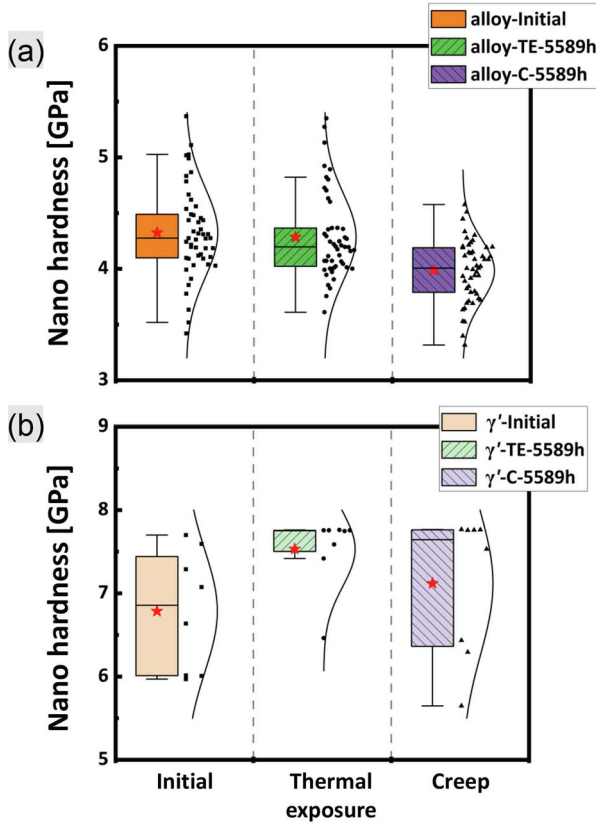 (a)
alloy-Initial
alloy-TE-5589h
alloy-C-5589h
Nano hardness [GPa]
6
5
4
3
(b)
γ′-Initial
γ′-TE-5589h
γ′-C-5589h
Nano hardness [GPa]
9
8
7
6
5
Initial
Thermal
exposure
Creep